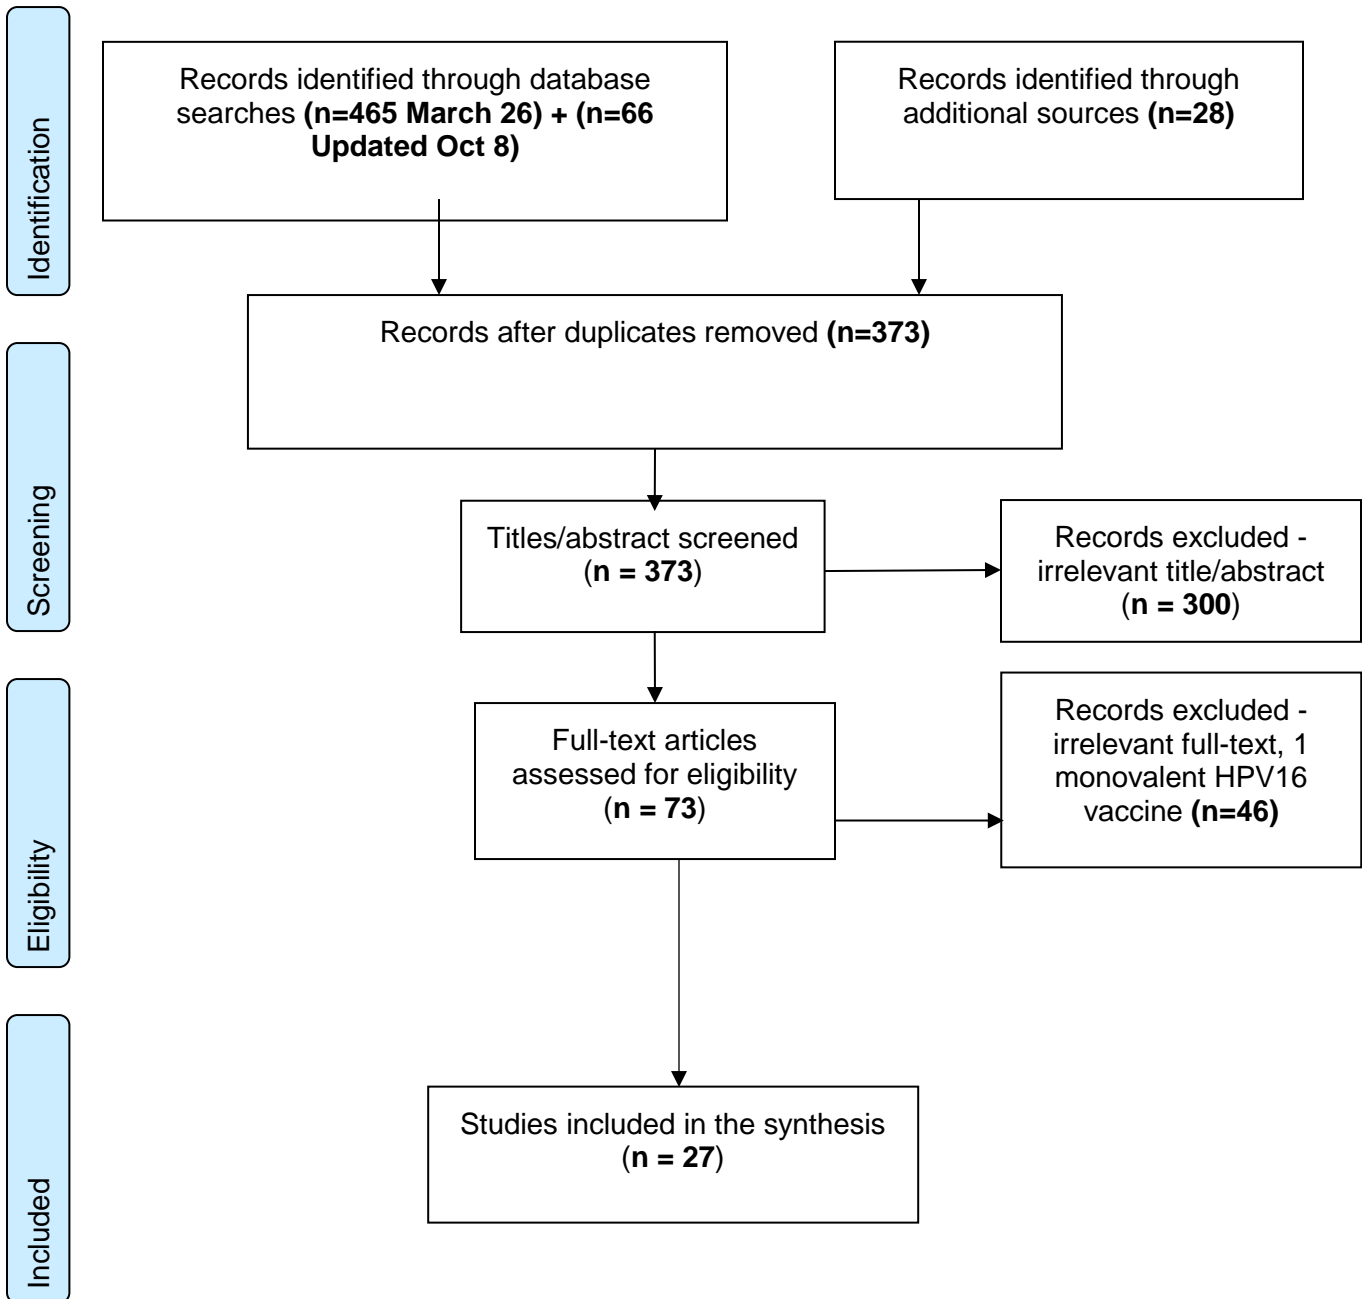 Identification
Records identified through database
searches (n=465 March 26) + (n=66
Updated Oct 8)
Records identified through
additional sources (n=28)
Records after duplicates removed (n=373)
Screening
Titles/abstract screened
(n = 373)
Records excluded -
irrelevant title/abstract
(n = 300)
Eligibility
Full-text articles
assessed for eligibility
(n = 73)
Records excluded -
irrelevant full-text, 1
monovalent HPV16
vaccine (n=46)
Included
Studies included in the synthesis
(n = 27)